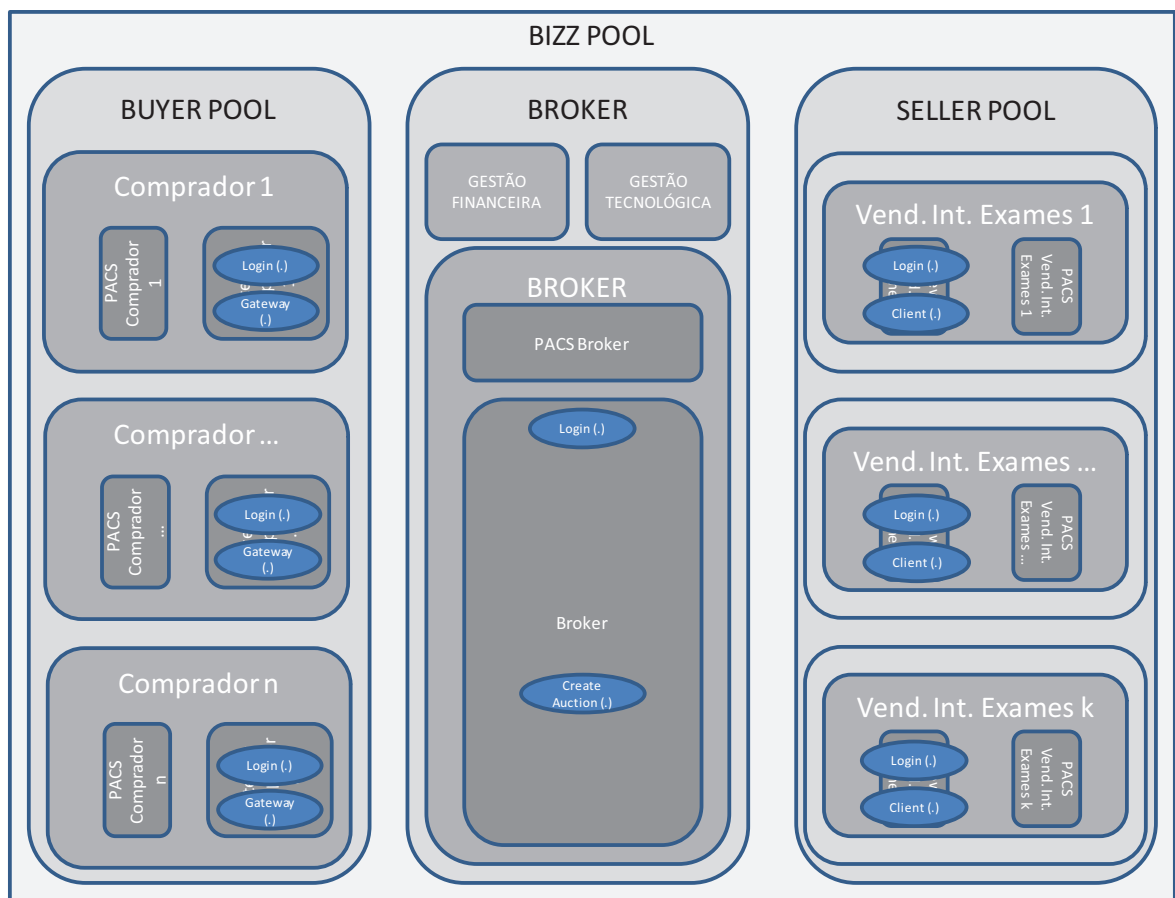 BIZZ POOL
BUYER POOL
Comprador 1
PACS
Comprador
1
Login (.)
Gateway
(.)
Comprador ...
PACS
Comprador
...
Login (.)
Gateway
(.)
Comprador n
PACS
Comprador
n
Login (.)
Gateway
(.)
BROKER
GESTÃO
FINANCEIRA
GESTÃO
TECNOLÓGICA
BROKER
PACS Broker
Login (.)
Broker
Create
Auction (.)
SELLER POOL
Vend. Int. Exames 1
Login (.)
Client (.)
PACS
Vend. Int.
Exames 1
Vend. Int. Exames ...
Login (.)
Client (.)
PACS
Vend. Int.
Exames ...
Vend. Int. Exames k
Login (.)
Client (.)
PACS
Vend. Int.
Exames k